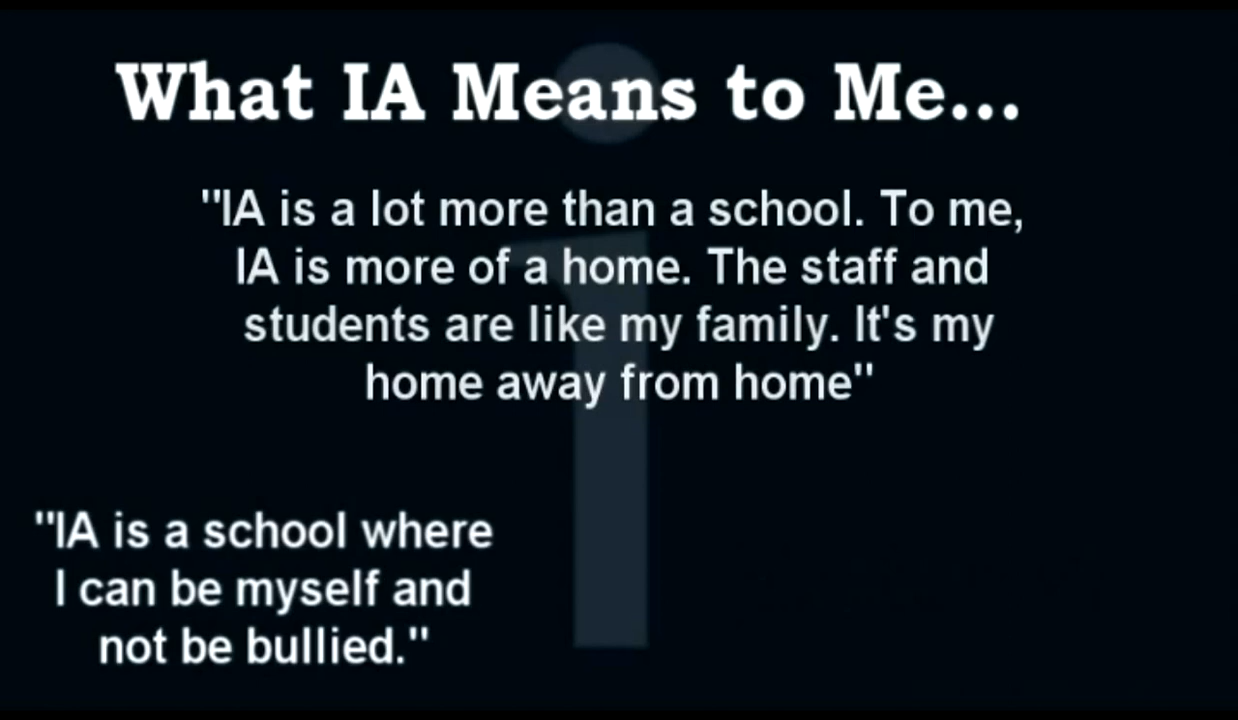 What IA Means to Me...
"IA is a lot more than a school. To me,
IA is more of a home. The staff and
students are like my family. It's my
home away from home"
"IA is a school where
I can be myself and
not be bullied."